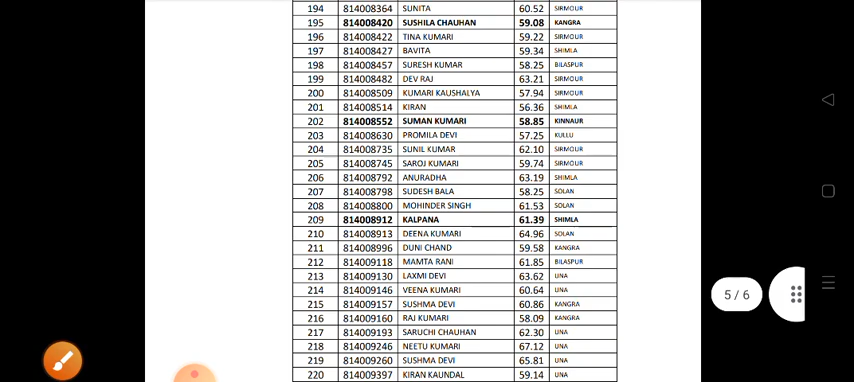 194 814008364 SUNITA 60.52 SIRMOUR
195 814008420 SUSHILA CHAUHAN 59.08 KANGRA
196 814008422 TINA KUMARI 59.22 SIRMOUR
197 814008427 BAVITA 59.34 SHIMLA
198 814008457 SURESH KUMAR 58.25 BILASPUR
199 814008482 DEV RAJ 63.21 SIRMOUR
200 814008509 KUMARI KAUSHALYA 57.94 SIRMOUR
201 814008514 KIRAN 56.36 SHIMLA
202 814008552 SUMAN KUMARI 58.85 KINNAUR
203 814008630 PROMILA DEVI 57.25 KULLU
204 814008735 SUNIL KUMAR 62.10 SIRMOUR
205 814008745 SAROJ KUMARI 59.74 SIRMOUR
206 814008792 ANURADHA 63.19 SHIMLA
207 814008798 SUDESH BALA 58.25 SOLAN
208 814008800 MOHINDER SINGH 61.53 SOLAN
209 814008912 KALPANA 61.39 SHIMLA
210 814008913 DEENA KUMARI 64.96 SOLAN
211 814008996 DUNI CHAND 59.58 KANGRA
212 814009118 MAMTA RANI 61.85 BILASPUR
213 814009130 LAXMI DEVI 63.62 UNA
214 814009146 VEENA KUMARI 60.64 UNA
215 814009157 SUSHMA DEVI 60.86 KANGRA
216 814009160 RAJ KUMARI 58.09 KANGRA
217 814009193 SARUCHI CHAUHAN 62.30 UNA
218 814009246 NEETU KUMARI 67.12 UNA
219 814009260 SUSHMA DEVI 65.81 UNA
220 814009397 KIRAN KAUNDAL 59.14 UNA
5 / 6